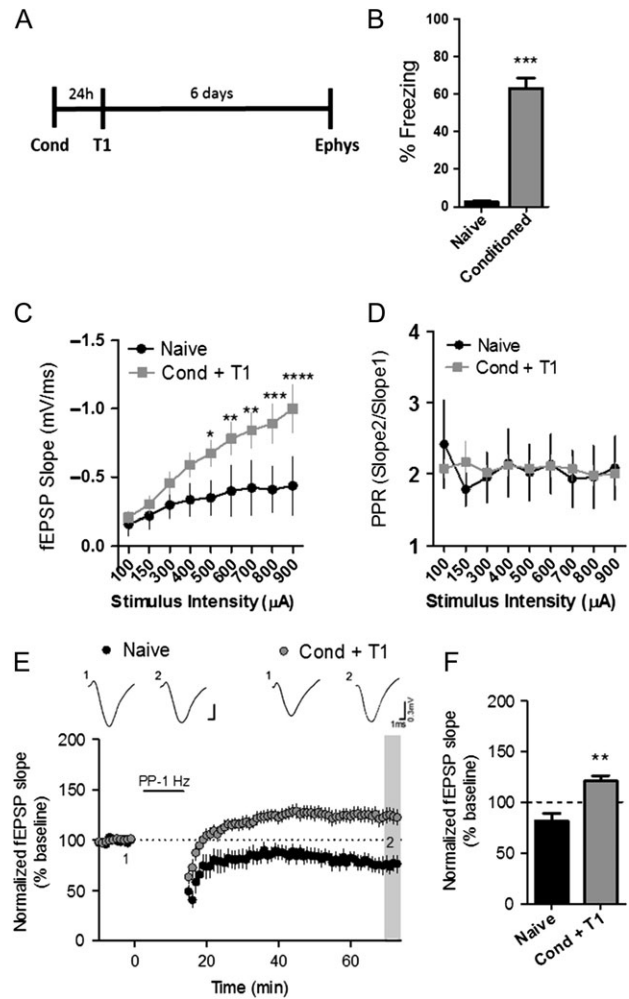 A
24h
6 days
Cond
T1
Ephys
B
% Freezing
100
80
60
40
20
0
***
Naive
Conditioned
C
fEPSP Slope (mV/ms)
–1.5
–1.0
–0.5
0.0
Naive
Cond + T1
* ** ** *** ****
100 150 300 400 500 600 700 800 900
Stimulus Intensity (μA)
D
PPR (Slope2/Slope1)
4
3
2
1
Naive
Cond + T1
100 150 300 400 500 600 700 800 900
Stimulus Intensity (μA)
E
Naive
Cond + T1
1
2
1
2
0.3mV
1ms
Normalized fEPSP slope
(% baseline)
200
150
100
50
0
PP-1 Hz
1
2
0 20 40 60
Time (min)
F
Normalized fEPSP slope
(% baseline)
200
150
100
50
0
**
Naive
Cond + T1